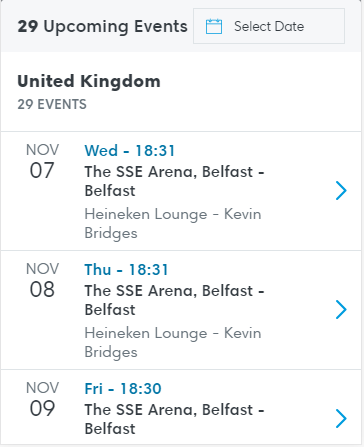 29 Upcoming Events
Select Date
United Kingdom
29 EVENTS
NOV
07
Wed - 18:31
The SSE Arena, Belfast -
Belfast
Heineken Lounge - Kevin
Bridges
NOV
08
Thu - 18:31
The SSE Arena, Belfast -
Belfast
Heineken Lounge - Kevin
Bridges
NOV
09
Fri - 18:30
The SSE Arena, Belfast -
Belfast